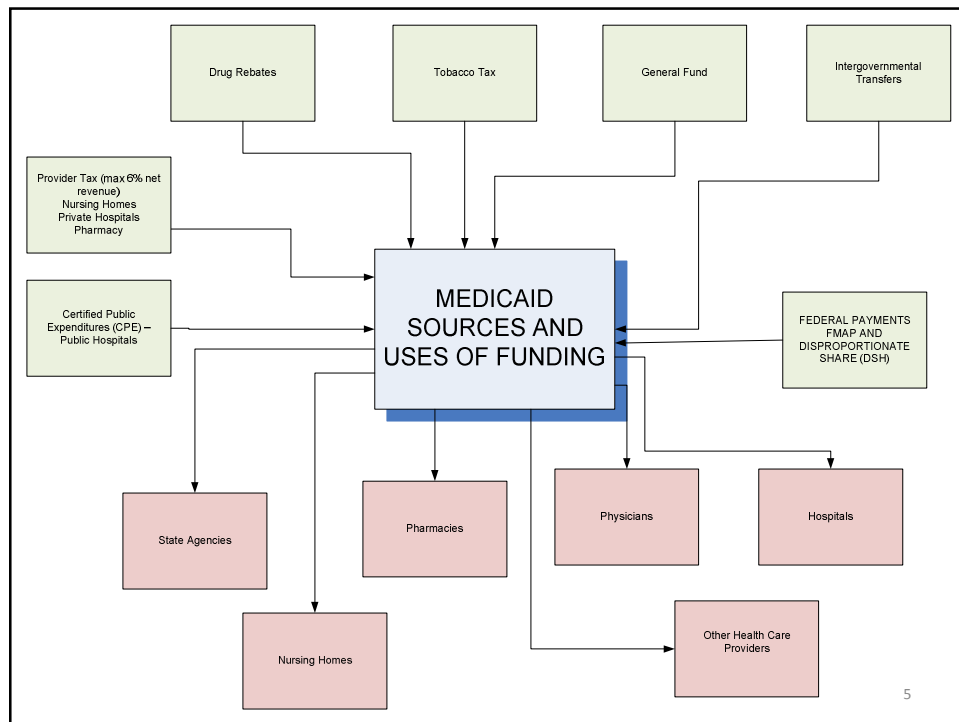 Drug Rebates
Tobacco Tax
General Fund
Intergovernmental
Transfers
Provider Tax (max 6% net
revenue)
Nursing Homes
Private Hospitals
Pharmacy
Certified Public
Expenditures (CPE) –
Public Hospitals
MEDICAID
SOURCES AND
USES OF FUNDING
FEDERAL PAYMENTS
FMAP AND
DISPROPORTIONATE
SHARE (DSH)
State Agencies
Pharmacies
Physicians
Hospitals
Nursing Homes
Other Health Care
Providers
5